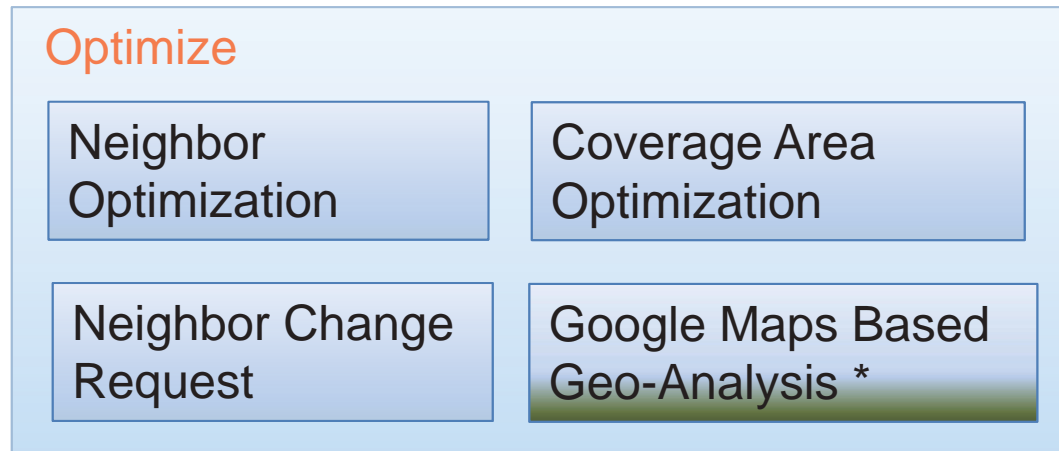 Optimize
Neighbor
Optimization
Coverage Area
Optimization
Neighbor Change
Request
Google Maps Based
Geo-Analysis *